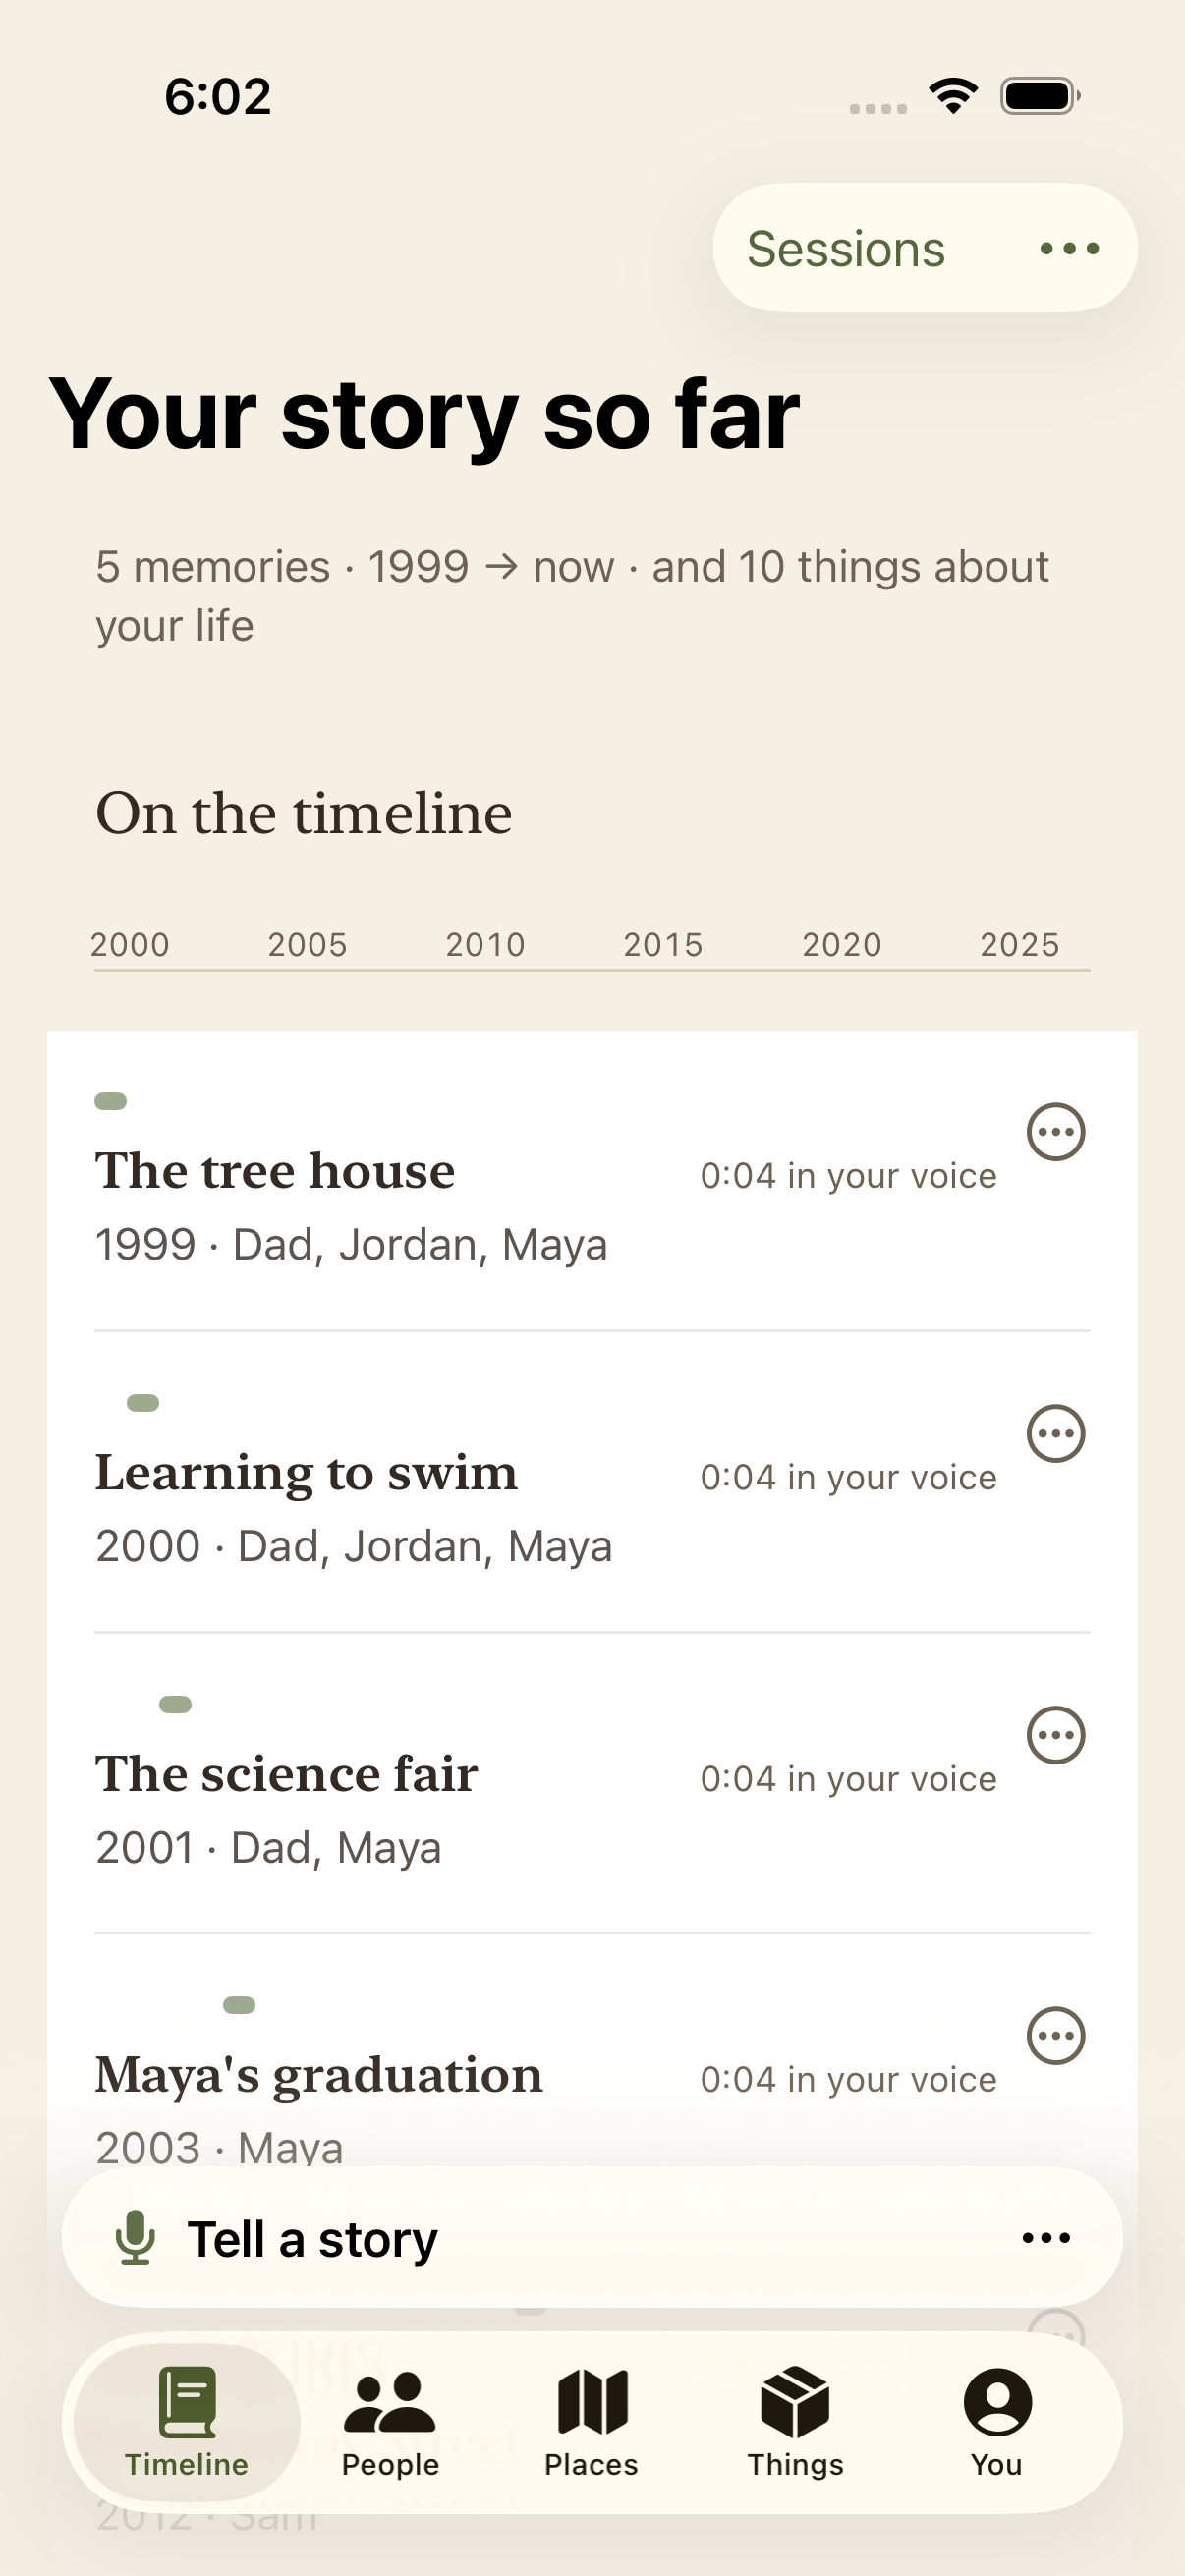 6:02
Sessions
Your story so far
5 memories · 1999 → now · and 10 things about
your life
On the timeline
2000 2005 2010 2015 2020 2025
The tree house 0:04 in your voice
1999 · Dad, Jordan, Maya
Learning to swim 0:04 in your voice
2000 · Dad, Jordan, Maya
The science fair 0:04 in your voice
2001 · Dad, Maya
Maya's graduation 0:04 in your voice
2003 · Maya
Tell a story
Timeline People Places Things You
2012 · Sam